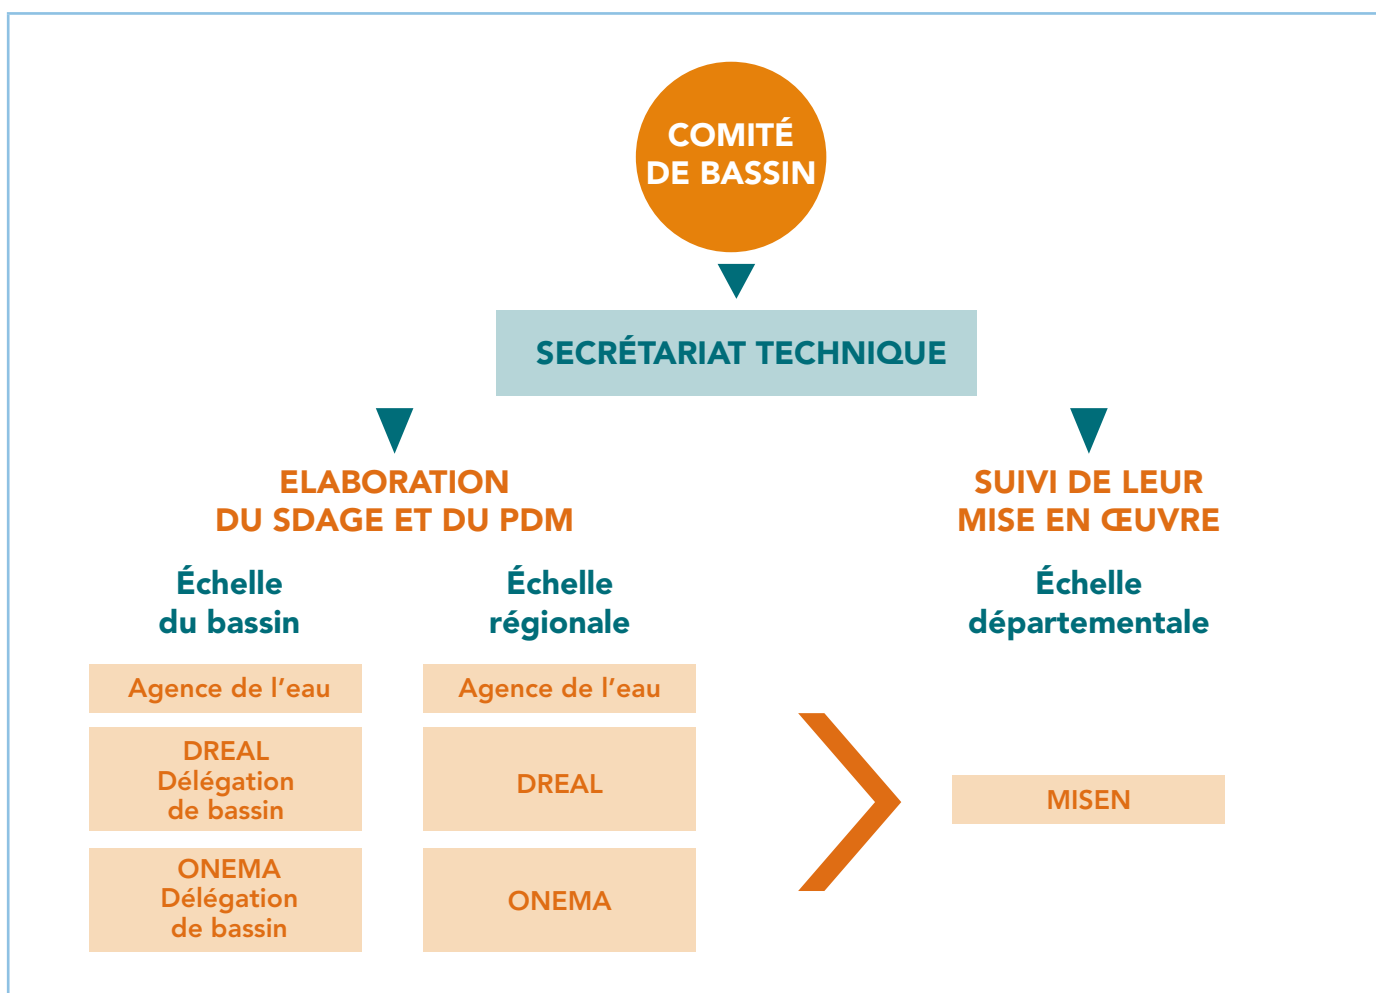 COMITÉ
DE BASSIN
SECRÉTARIAT TECHNIQUE
ELABORATION
DU SDAGE ET DU PDM
SUIVI DE LEUR
MISE EN ŒUVRE
Échelle
du bassin
Échelle
régionale
Échelle
départementale
Agence de l’eau
Agence de l’eau
DREAL
Délégation
de bassin
DREAL
MISEN
ONEMA
Délégation
de bassin
ONEMA